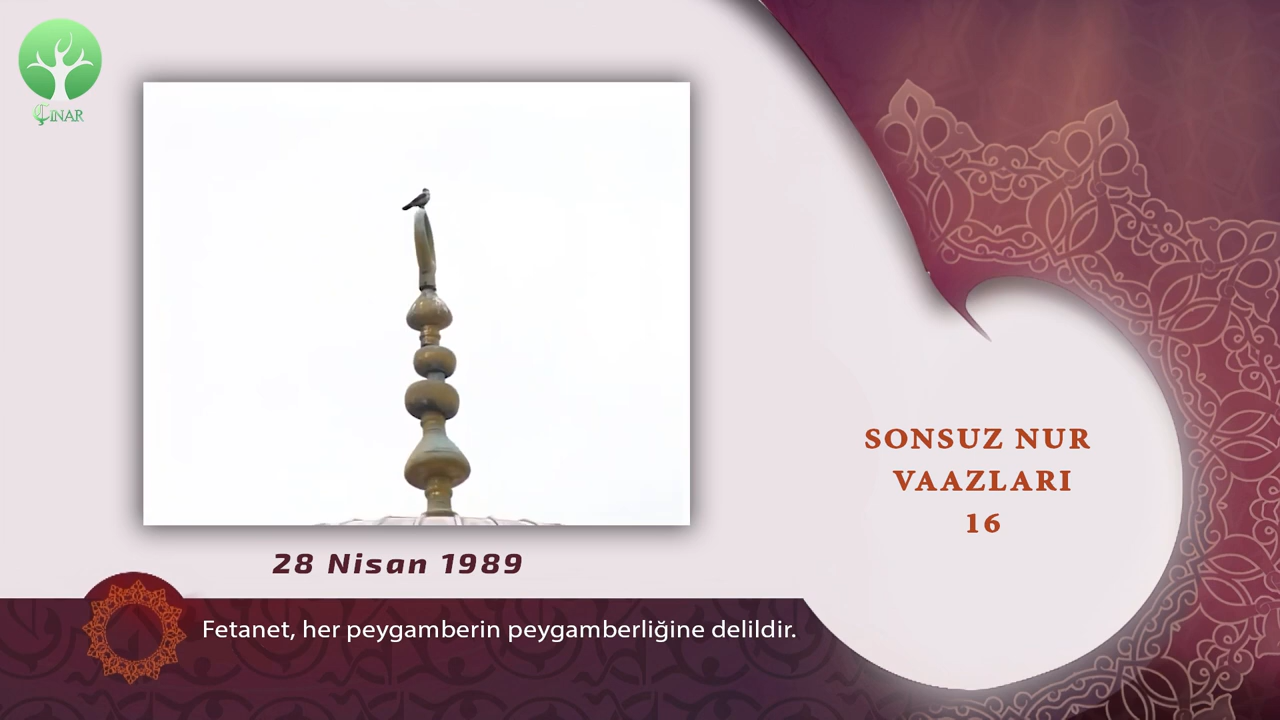 ÇINAR
SONSUZ NUR
VAAZLARI
16
28 Nisan 1989
Fetanet, her peygamberin peygamberliğine delildir.